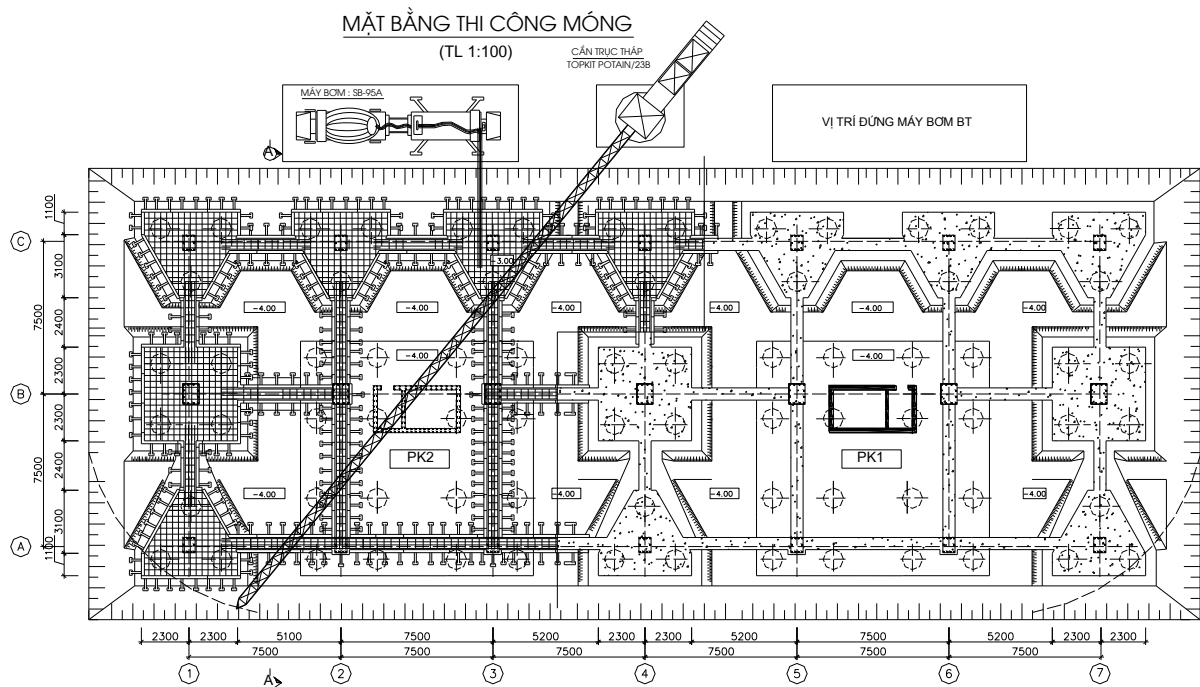 MẶT BẰNG THI CÔNG MÓNG
(TL 1:100)
CẦN TRỤC THÁP
TOPKIT POTAIN/23B
MÁY BƠM : SB-95A
VỊ TRÍ ĐỨNG MÁY BƠM BT
A
1100
C
3100
7500
2400
2300
B
2300
7500
2400
3100
A
1100
-3.00
-4.00
-4.00
-4.00
-4.00
-4.00
-4.00
-4.00
-4.00
PK2
PK1
-4.00
-4.00
-4.00
-4.00
2300 2300 5100 7500 5200 2300 2300 5200 7500 5200 2300 2300
7500 7500 7500 7500 7500 7500
1 2 3 4 5 6 7
A